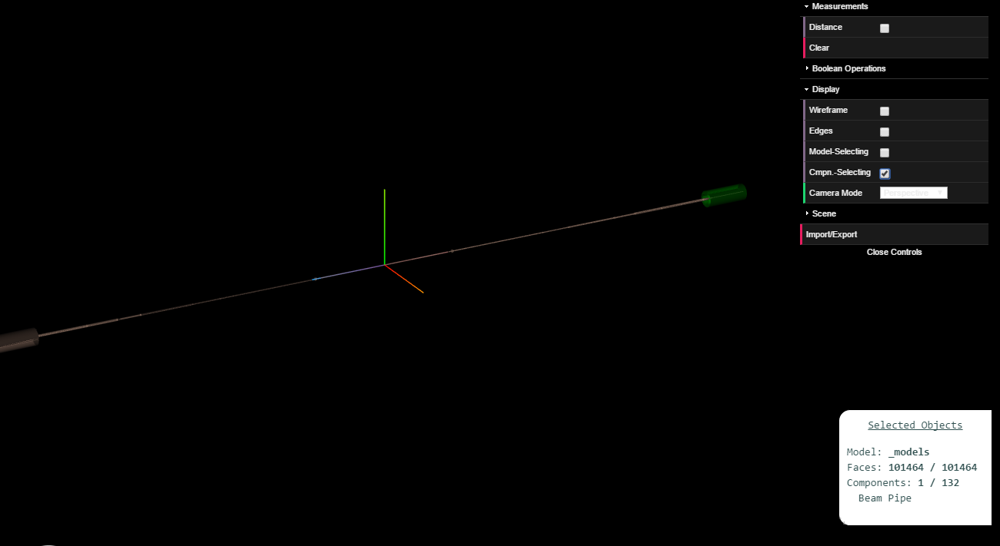 Measurements
Distance
Clear
Boolean Operations
Display
Wireframe
Edges
Model-Selecting
Cmpn.-Selecting
Camera Mode Perspective
Scene
Import/Export
Close Controls
Selected Objects
Model: _models
Faces: 101464 / 101464
Components: 1 / 132
Beam Pipe